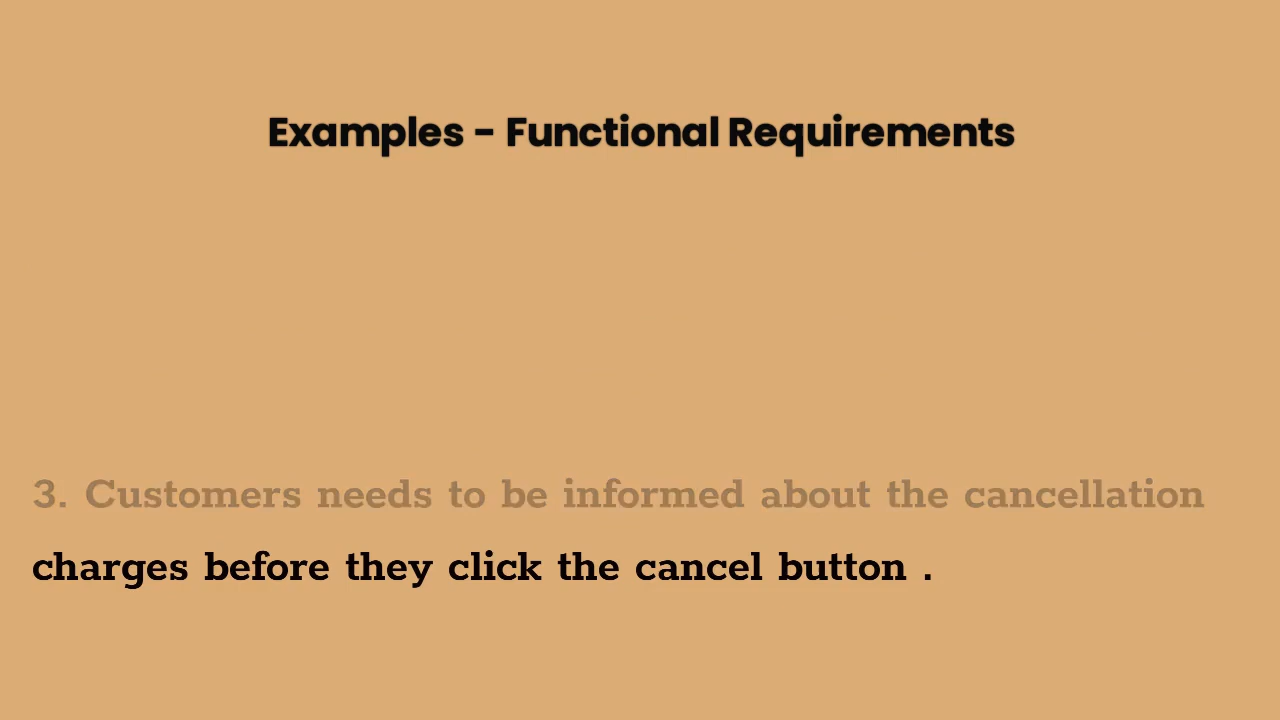 Examples - Functional Requirements
3. Customers needs to be informed about the cancellation
charges before they click the cancel button .